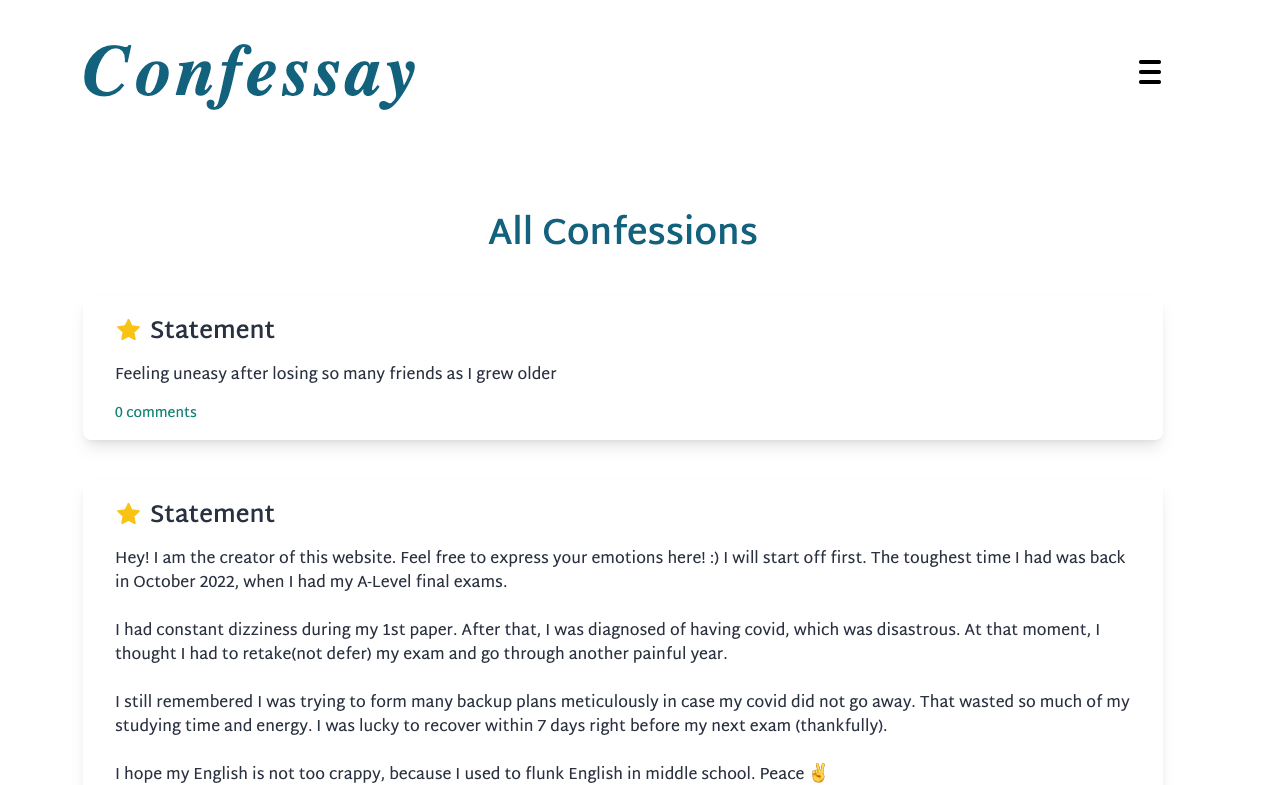 Confessay
All Confessions
Statement
Feeling uneasy after losing so many friends as I grew older
0 comments
Statement
Hey! I am the creator of this website. Feel free to express your emotions here! :) I will start off first. The toughest time I had was back
in October 2022, when I had my A-Level final exams.
I had constant dizziness during my 1st paper. After that, I was diagnosed of having covid, which was disastrous. At that moment, I
thought I had to retake(not defer) my exam and go through another painful year.
I still remembered I was trying to form many backup plans meticulously in case my covid did not go away. That wasted so much of my
studying time and energy. I was lucky to recover within 7 days right before my next exam (thankfully).
I hope my English is not too crappy, because I used to flunk English in middle school. Peace ✌️